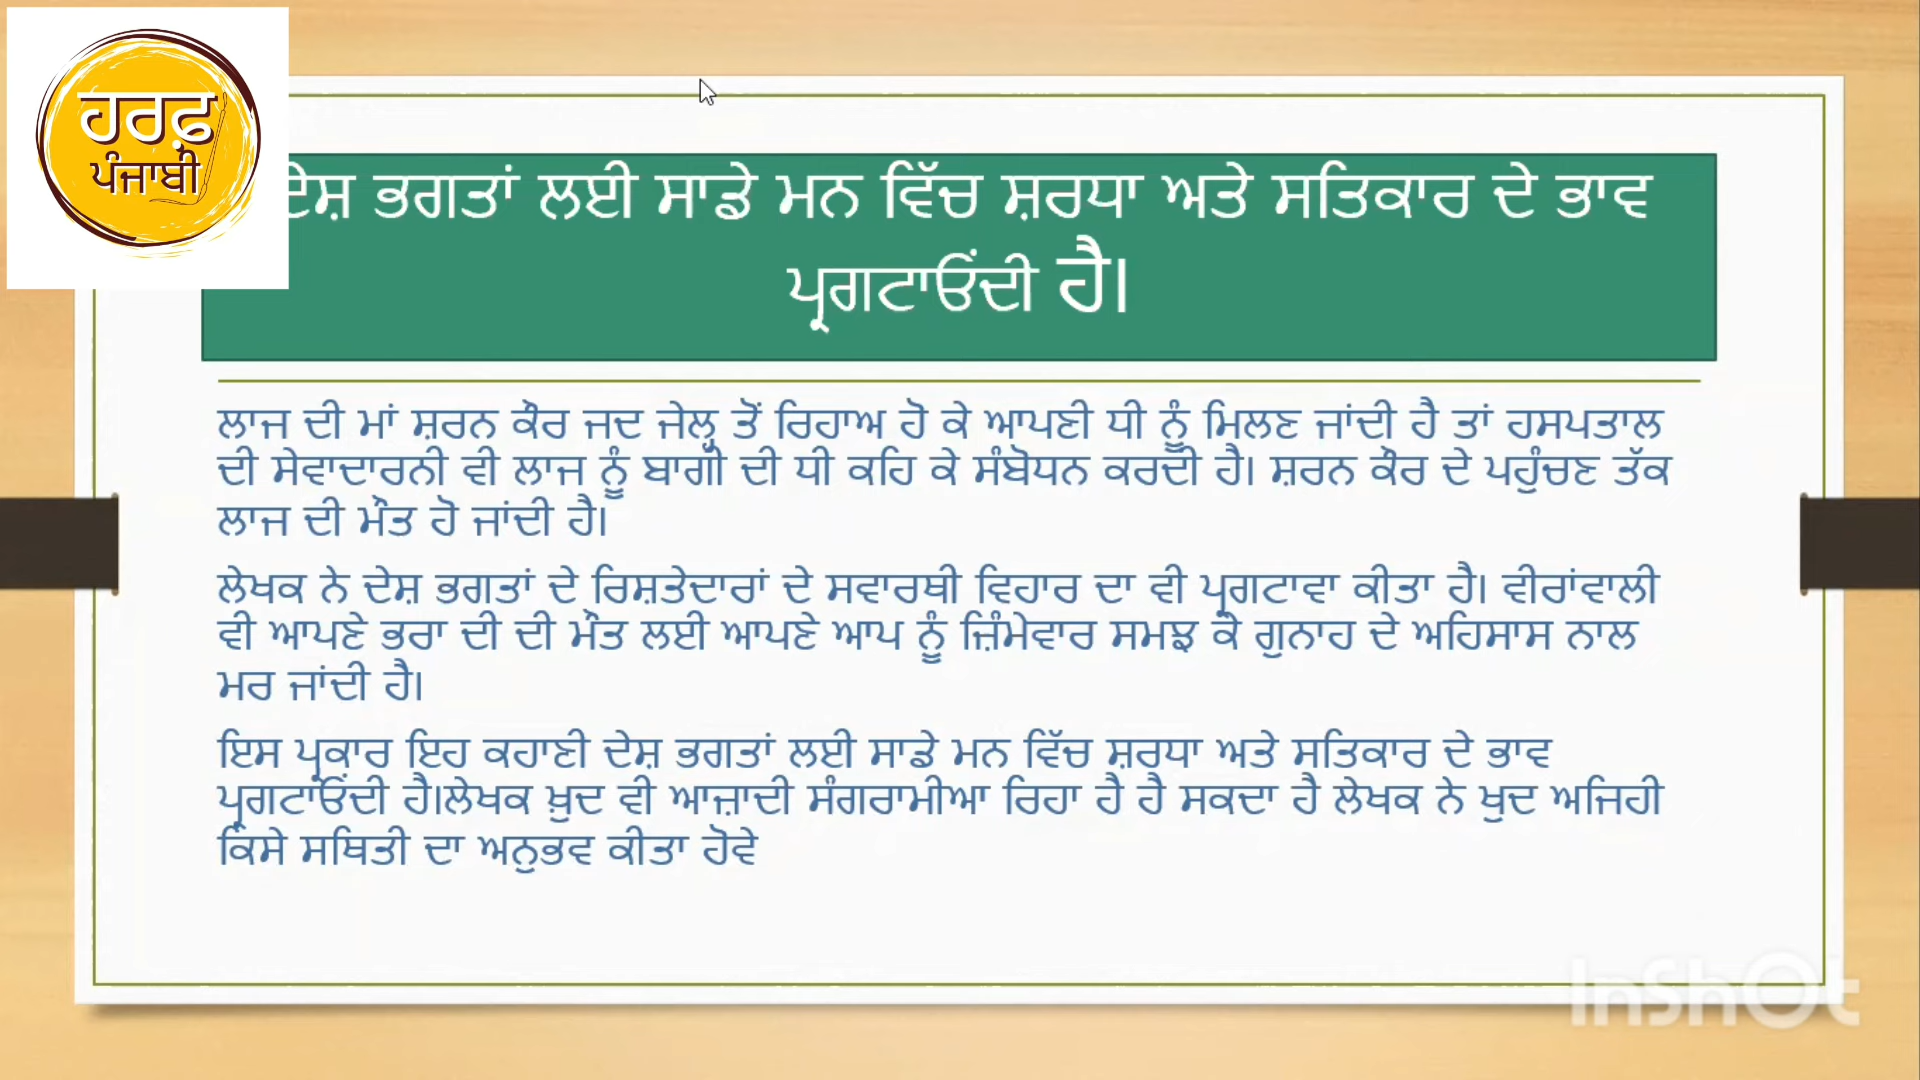 ਹਰਫ਼
ਪੰਜਾਬੀ
ਦੇਸ਼ ਭਗਤਾਂ ਲਈ ਸਾਡੇ ਮਨ ਵਿੱਚ ਸ਼ਰਧਾ ਅਤੇ ਸਤਿਕਾਰ ਦੇ ਭਾਵ
ਪ੍ਰਗਟਾਓਂਦੀ ਹੈ।
ਲਾਜ ਦੀ ਮਾਂ ਸ਼ਰਨ ਕੌਰ ਜਦ ਜੇਲ੍ਹ ਤੋਂ ਰਿਹਾਅ ਹੋ ਕੇ ਆਪਣੀ ਧੀ ਨੂੰ ਮਿਲਣ ਜਾਂਦੀ ਹੈ ਤਾਂ ਹਸਪਤਾਲ
ਦੀ ਸੇਵਾਦਾਰਨੀ ਵੀ ਲਾਜ ਨੂੰ ਬਾਗੀ ਦੀ ਧੀ ਕਹਿ ਕੇ ਸੰਬੋਧਨ ਕਰਦੀ ਹੈ। ਸ਼ਰਨ ਕੌਰ ਦੇ ਪਹੁੰਚਣ ਤੱਕ
ਲਾਜ ਦੀ ਮੌਤ ਹੋ ਜਾਂਦੀ ਹੈ।
ਲੇਖਕ ਨੇ ਦੇਸ਼ ਭਗਤਾਂ ਦੇ ਰਿਸ਼ਤੇਦਾਰਾਂ ਦੇ ਸਵਾਰਥੀ ਵਿਹਾਰ ਦਾ ਵੀ ਪ੍ਰਗਟਾਵਾ ਕੀਤਾ ਹੈ। ਵੀਰਾਂਵਾਲੀ
ਵੀ ਆਪਣੇ ਭਰਾ ਦੀ ਦੀ ਮੌਤ ਲਈ ਆਪਣੇ ਆਪ ਨੂੰ ਜ਼ਿੰਮੇਵਾਰ ਸਮਝ ਕੇ ਗੁਨਾਹ ਦੇ ਅਹਿਸਾਸ ਨਾਲ
ਮਰ ਜਾਂਦੀ ਹੈ।
ਇਸ ਪ੍ਰਕਾਰ ਇਹ ਕਹਾਣੀ ਦੇਸ਼ ਭਗਤਾਂ ਲਈ ਸਾਡੇ ਮਨ ਵਿੱਚ ਸ਼ਰਧਾ ਅਤੇ ਸਤਿਕਾਰ ਦੇ ਭਾਵ
ਪ੍ਰਗਟਾਓਂਦੀ ਹੈ।ਲੇਖਕ ਖ਼ੁਦ ਵੀ ਆਜ਼ਾਦੀ ਸੰਗਰਾਮੀਆ ਰਿਹਾ ਹੈ ਹੈ ਸਕਦਾ ਹੈ ਲੇਖਕ ਨੇ ਖੁਦ ਅਜਿਹੀ
ਕਿਸੇ ਸਥਿਤੀ ਦਾ ਅਨੁਭਵ ਕੀਤਾ ਹੋਵੇ
InShOt